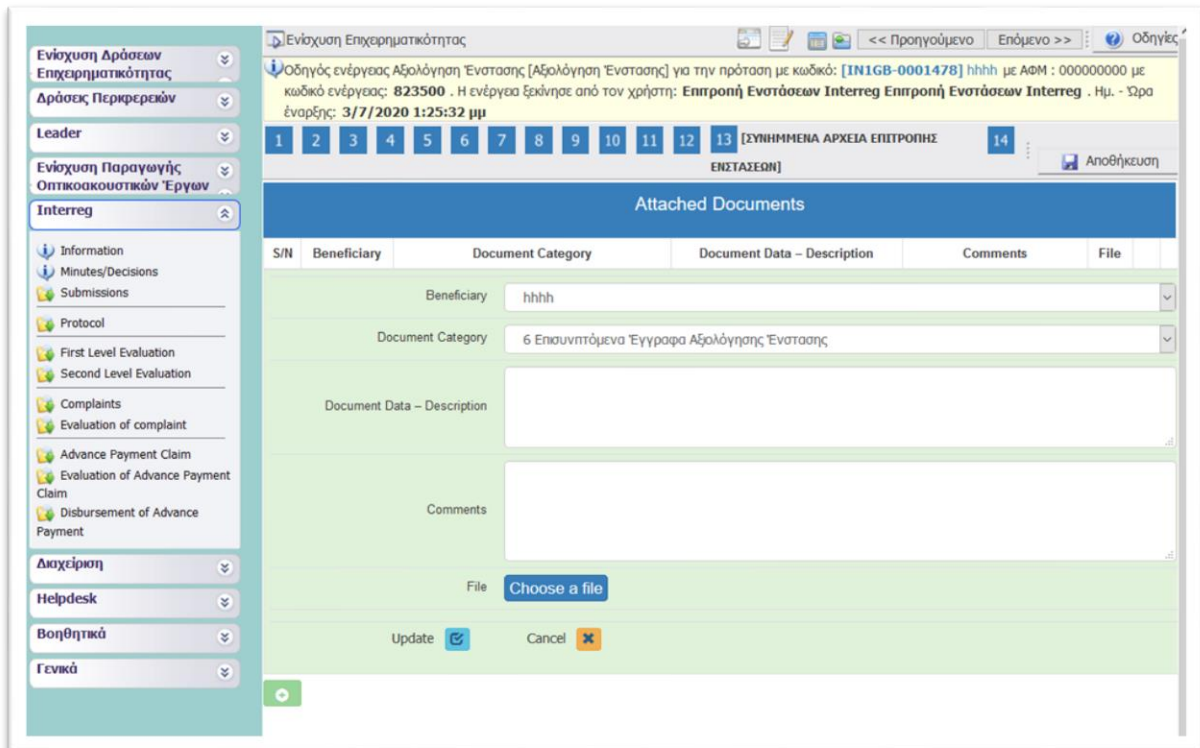 Ενίσχυση Δράσεων
Επιχειρηματικότητας
Δράσεις Περιφερειών
Leader
Ενίσχυση Παραγωγής
Οπτικοακουστικών Έργων
Interreg
Information
Minutes/Decisions
Submissions
Protocol
First Level Evaluation
Second Level Evaluation
Complaints
Evaluation of complaint
Advance Payment Claim
Evaluation of Advance Payment
Claim
Disbursement of Advance
Payment
Διαχείριση
Helpdesk
Βοηθητικά
Γενικά
Ενίσχυση Επιχειρηματικότητας
<< Προηγούμενο Επόμενο >> Οδηγίες
Οδηγός ενέργειας Αξιολόγηση Ένστασης [Αξιολόγηση Ένστασης] για την πρόταση με κωδικό: [IN1GB-0001478] hhhh με ΑΦΜ : 000000000 με
κωδικό ενέργειας: 823500 . Η ενέργεια ξεκίνησε από τον χρήστη: Επιτροπή Ενστάσεων Interreg Επιτροπή Ενστάσεων Interreg . Ημ. - Ώρα
έναρξης: 3/7/2020 1:25:32 μμ
1 2 3 4 5 6 7 8 9 10 11 12 13 [ΣΥΝΗΜΜΕΝΑ ΑΡΧΕΙΑ ΕΠΙΤΡΟΠΗΣ 14
ΕΝΣΤΑΣΕΩΝ]
Αποθήκευση
Attached Documents
S/N Beneficiary Document Category Document Data – Description Comments File
Beneficiary hhhh
Document Category 6 Επισυνπτόμενα Έγγραφα Αξιολόγησης Ένστασης
Document Data – Description
Comments
File Choose a file
Update Cancel